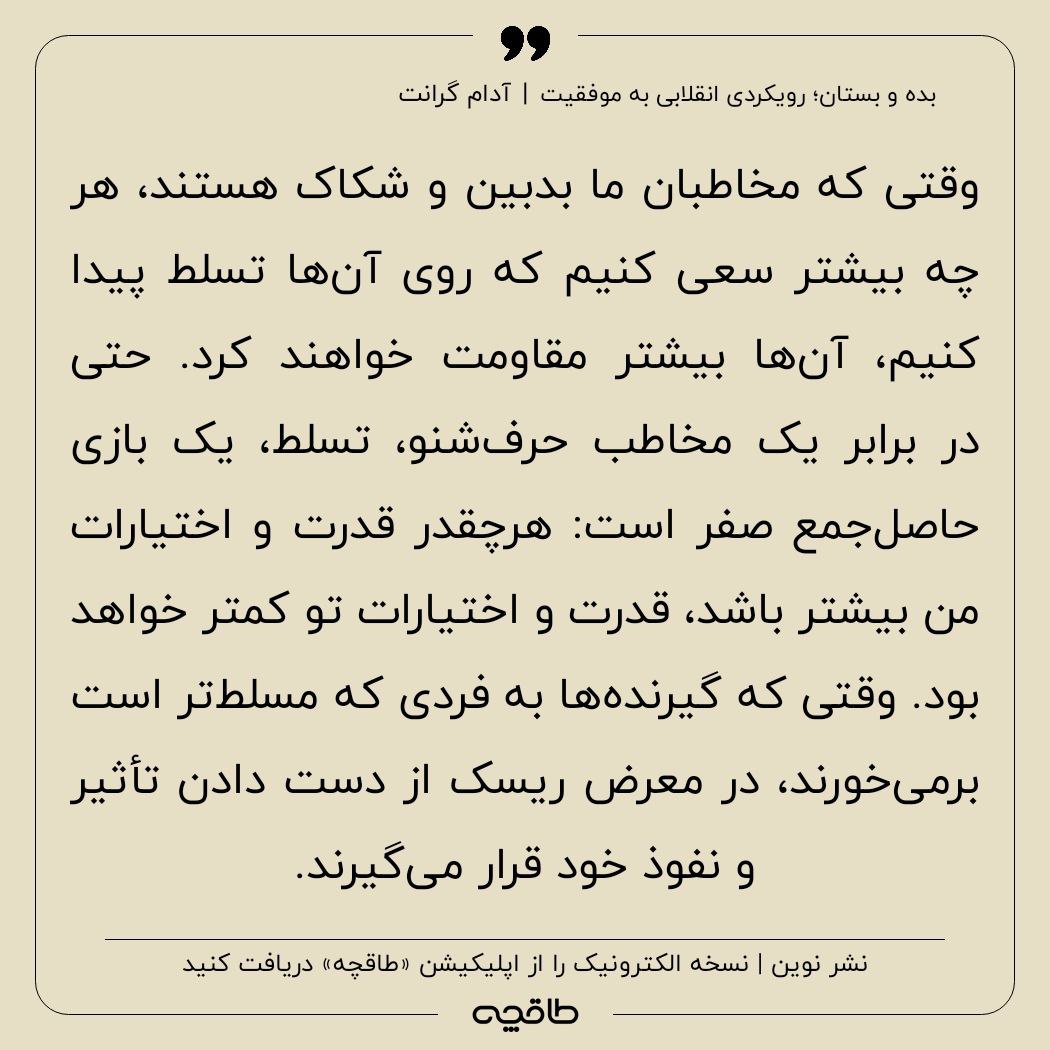 بده و بستان؛ رویکردی انقلابی به موفقیت | آدام گرانت
وقتی که مخاطبان ما بدبین و شکاک هستند، هر
چه بیشتر سعی کنیم که روی آن‌ها تسلط پیدا
کنیم، آن‌ها بیشتر مقاومت خواهند کرد. حتی
در برابر یک مخاطب حرف‌شنو، تسلط، یک بازی
حاصل‌جمع صفر است: هرچقدر قدرت و اختیارات
من بیشتر باشد، قدرت و اختیارات تو کمتر خواهد
بود. وقتی که گیرنده‌ها به فردی که مسلط‌تر است
برمی‌خورند، در معرض ریسک از دست دادن تأثیر
و نفوذ خود قرار می‌گیرند.
نشر نوین | نسخه الکترونیک را از اپلیکیشن «طاقچه» دریافت کنید
طاقچه